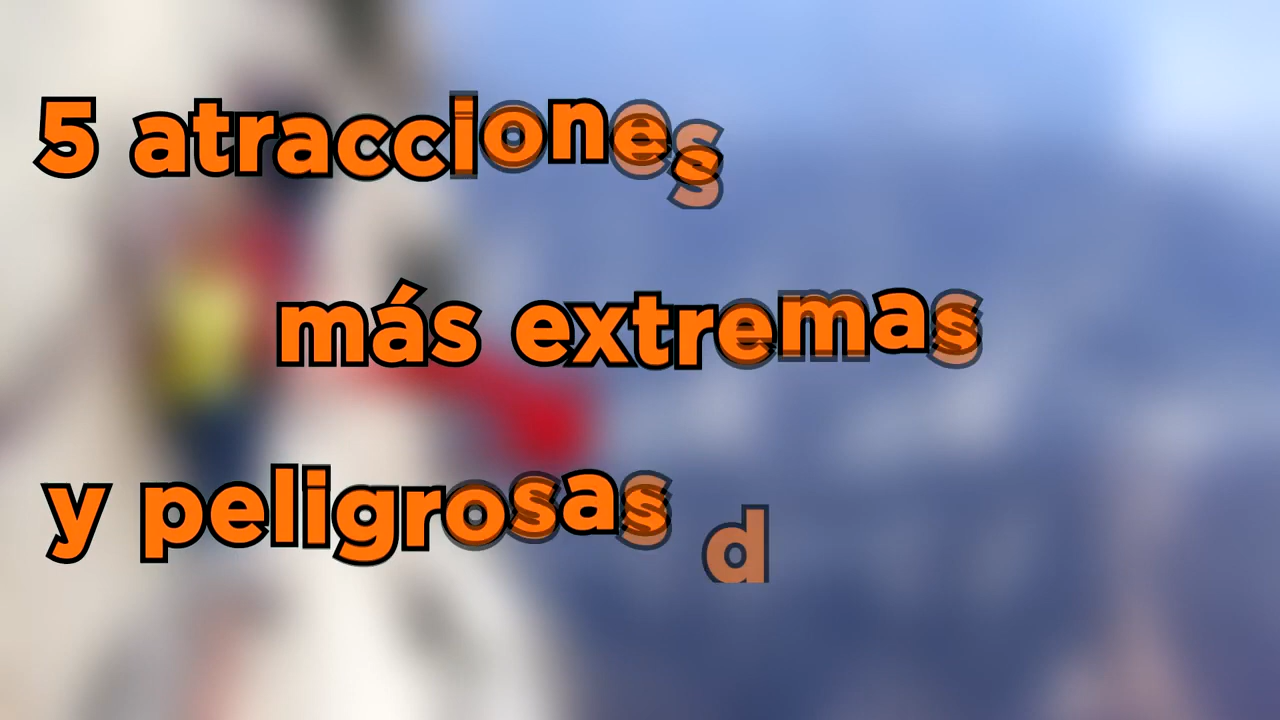 5 atracciones
más extremas
y peligrosas d